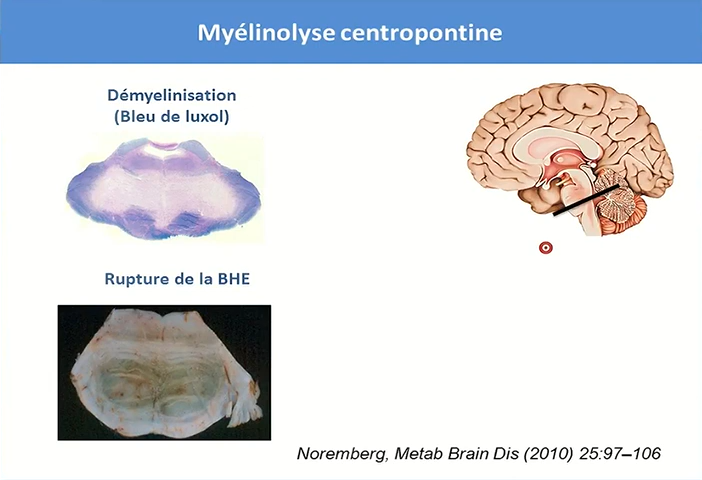 Myélinolyse centropontine
Démyelinisation
(Bleu de luxol)
Rupture de la BHE
Noremberg, Metab Brain Dis (2010) 25:97–106